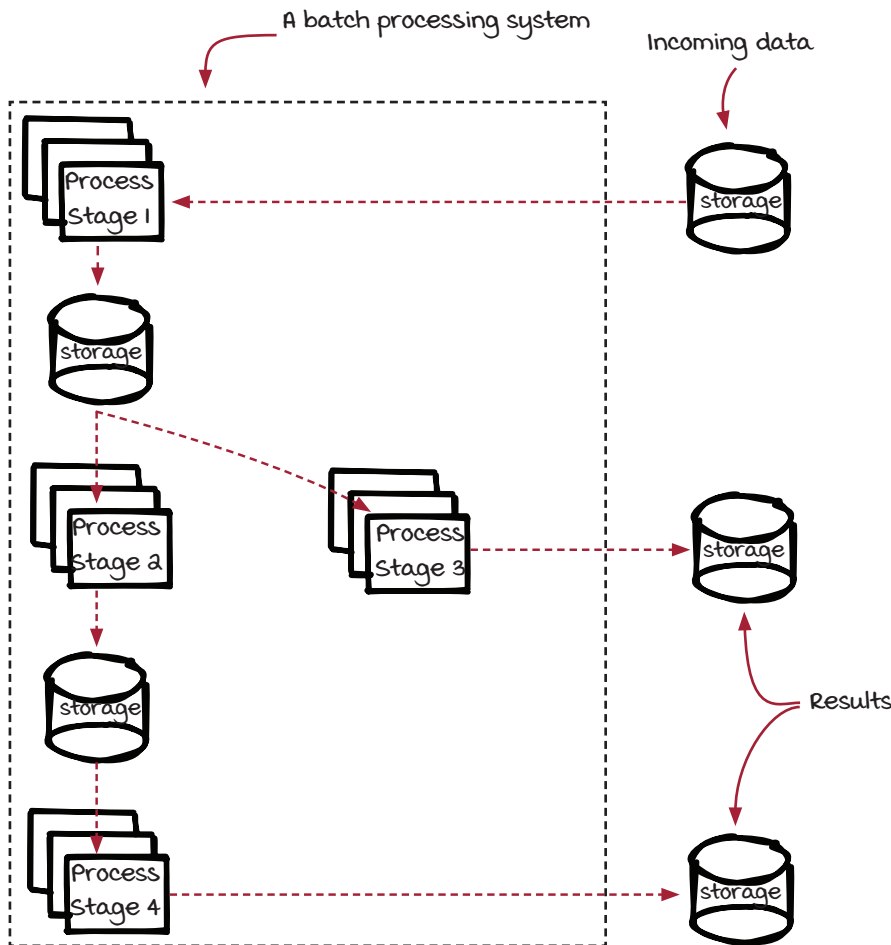 A batch processing system
Incoming data
Process
Stage 1
storage
storage
Process
Stage 2
Process
Stage 3
storage
storage
Results
Process
Stage 4
storage